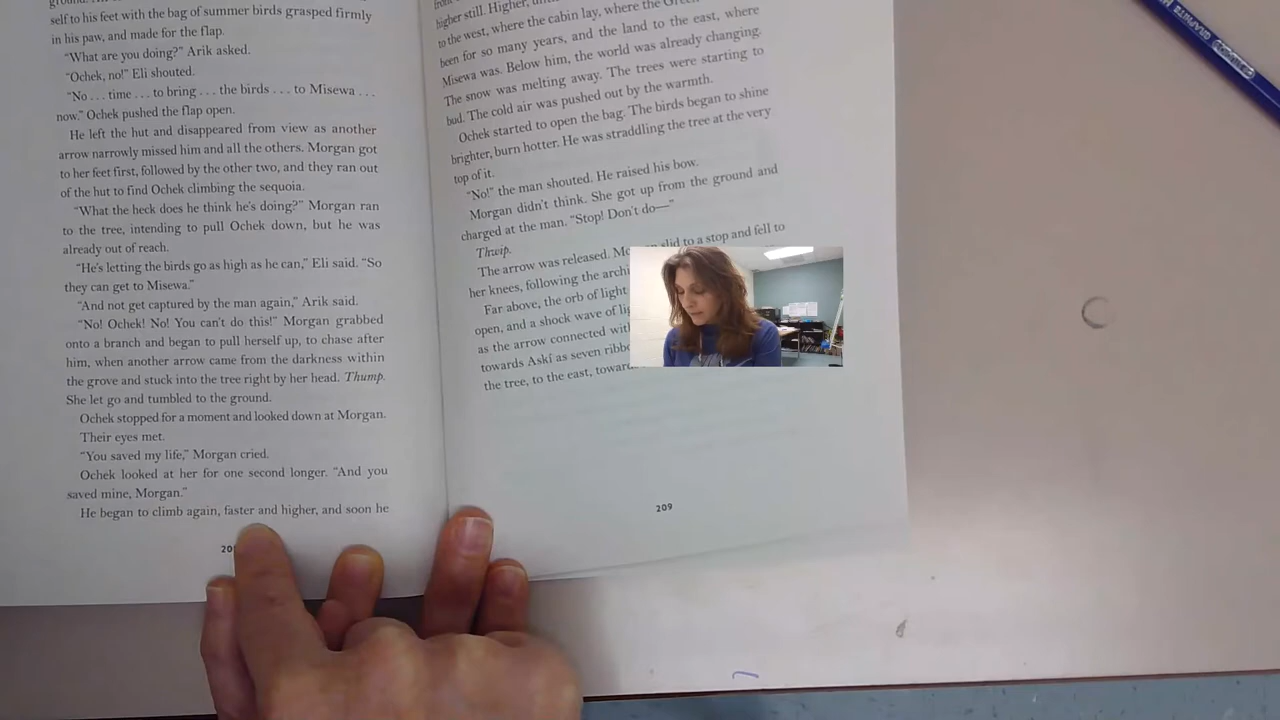 self to his feet with the bag of summer birds grasped firmly
in his paw, and made for the flap.
“What are you doing?” Arik asked.
“Ochek, no!” Eli shouted.
“No . . . time . . . to bring . . . the birds . . . to Misewa . . .
now.” Ochek pushed the flap open.
He left the hut and disappeared from view as another
arrow narrowly missed him and all the others. Morgan got
to her feet first, followed by the other two, and they ran out
of the hut to find Ochek climbing the sequoia.
“What the heck does he think he’s doing?” Morgan ran
to the tree, intending to pull Ochek down, but he was
already out of reach.
“He’s letting the birds go as high as he can,” Eli said. “So
they can get to Misewa.”
“And not get captured by the man again,” Arik said.
“No! Ochek! No! You can’t do this!” Morgan grabbed
onto a branch and began to pull herself up, to chase after
him, when another arrow came from the darkness within
the grove and stuck into the tree right by her head. Thump.
She let go and tumbled to the ground.
Ochek stopped for a moment and looked down at Morgan.
Their eyes met.
“You saved my life,” Morgan cried.
Ochek looked at her for one second longer. “And you
saved mine, Morgan.”
He began to climb again, faster and higher, and soon he
higher still. Higher,
to the west, where the cabin lay, where the
been for so many years, and the land to the east, where
Misewa was. Below him, the world was already changing.
The snow was melting away. The trees were starting to
bud. The cold air was pushed out by the warmth.
Ochek started to open the bag. The birds began to shine
brighter, burn hotter. He was straddling the tree at the very
top of it.
“No!” the man shouted. He raised his bow.
Morgan didn’t think. She got up from the ground and
charged at the man. “Stop! Don’t do—”
Thwip.
The arrow was released. slid to a stop and fell to
her knees, following the
Far above, the orb of light
open, and a shock wave of
as the arrow connected
towards Askí as seven
the tree, to the east,
209